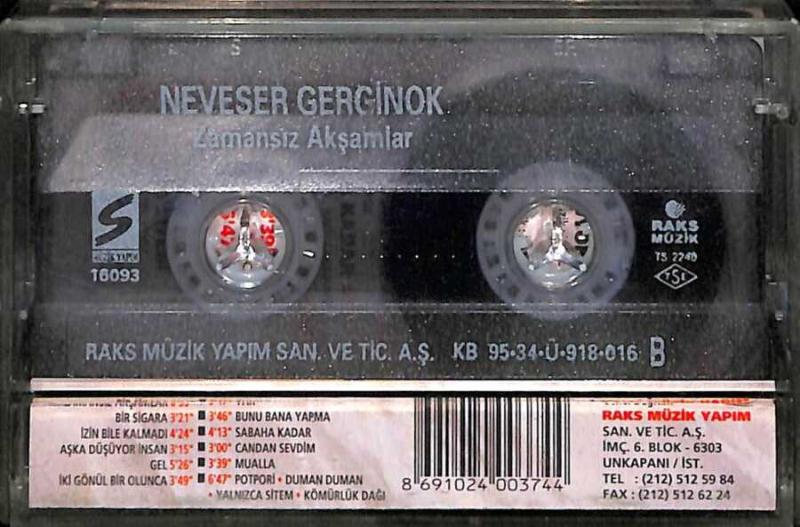 NEVESER GERGİNOK
Zamansız Akşamlar
S
MÜZİK YAPIM
16093
RAKS
MÜZİK
TS 2240
TSE
RAKS MÜZİK YAPIM SAN. VE TİC. A.Ş. KB 95•34•Ü•918•016 B
BİR SİGARA 3'21" ■ 3'46" BUNU BANA YAPMA
İZİN BİLE KALMADI 4'24" ■ 4'13" SABAHA KADAR
AŞKA DÜŞÜYOR İNSAN 3'15" ■ 3'00" CANDAN SEVDİM
GEL 5'26" ■ 3'39" MUALLA
İKİ GÖNÜL BİR OLUNCA 3'49" ■ 6'47" POTPORİ • DUMAN DUMAN
• YALNIZCA SİTEM • KÖMÜRLÜK DAĞI
8 691024 003744
RAKS MÜZİK YAPIM
SAN. VE TİC. A.Ş.
İMÇ. 6. BLOK - 6303
UNKAPANI / İST.
TEL : (212) 512 59 84
FAX : (212) 512 62 24